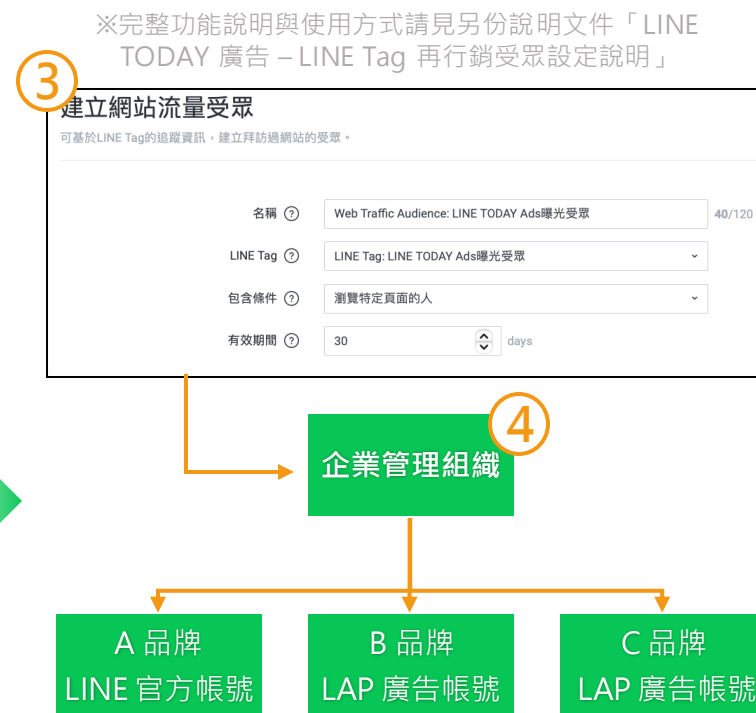 ※完整功能說明與使用方式請見另份說明文件「LINE
TODAY 廣告 – LINE Tag 再行銷受眾設定說明」
3
建立網站流量受眾
可基於LINE Tag的追蹤資訊，建立拜訪過網站的受眾。
名稱 ? Web Traffic Audience: LINE TODAY Ads曝光受眾 40/120
LINE Tag ? LINE Tag: LINE TODAY Ads曝光受眾
包含條件 ? 瀏覽特定頁面的人
有效期間 ? 30 days
4
企業管理組織
A 品牌
LINE 官方帳號
B 品牌
LAP 廣告帳號
C 品牌
LAP 廣告帳號